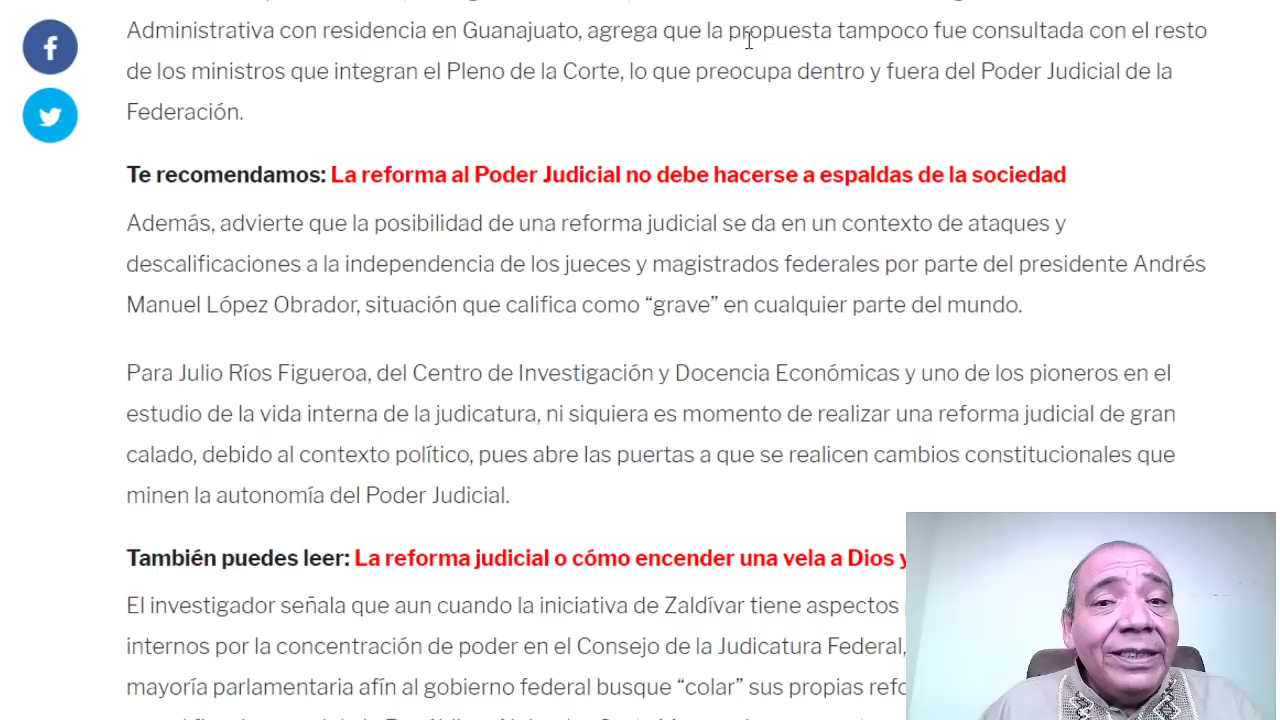 Administrativa con residencia en Guanajuato, agrega que la propuesta tampoco fue consultada con el resto
de los ministros que integran el Pleno de la Corte, lo que preocupa dentro y fuera del Poder Judicial de la
Federación.
Te recomendamos: La reforma al Poder Judicial no debe hacerse a espaldas de la sociedad
Además, advierte que la posibilidad de una reforma judicial se da en un contexto de ataques y
descalificaciones a la independencia de los jueces y magistrados federales por parte del presidente Andrés
Manuel López Obrador, situación que califica como “grave” en cualquier parte del mundo.
Para Julio Ríos Figueroa, del Centro de Investigación y Docencia Económicas y uno de los pioneros en el
estudio de la vida interna de la judicatura, ni siquiera es momento de realizar una reforma judicial de gran
calado, debido al contexto político, pues abre las puertas a que se realicen cambios constitucionales que
minen la autonomía del Poder Judicial.
También puedes leer: La reforma judicial o cómo encender una vela a Dios y
El investigador señala que aun cuando la iniciativa de Zaldívar tiene aspectos
internos por la concentración de poder en el Consejo de la Judicatura Federal,
mayoría parlamentaria afín al gobierno federal busque “colar” sus propias